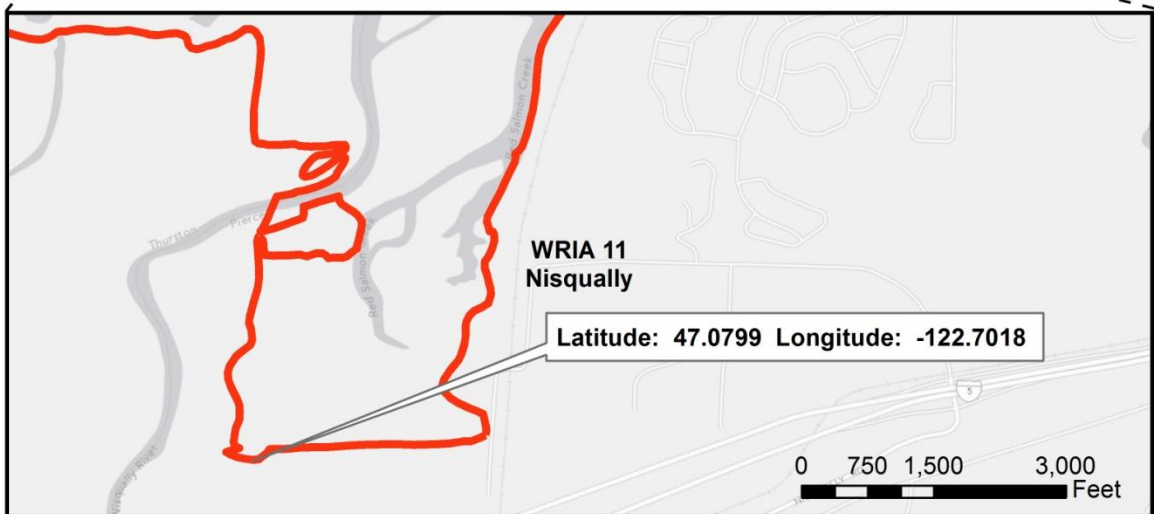 Red Salmon Creek
Thurston
Pierce
Red Salmon Creek
WRIA 11
Nisqually
Latitude: 47.0799 Longitude: -122.7018
5
Nisqually River
0 750 1,500 3,000
Feet